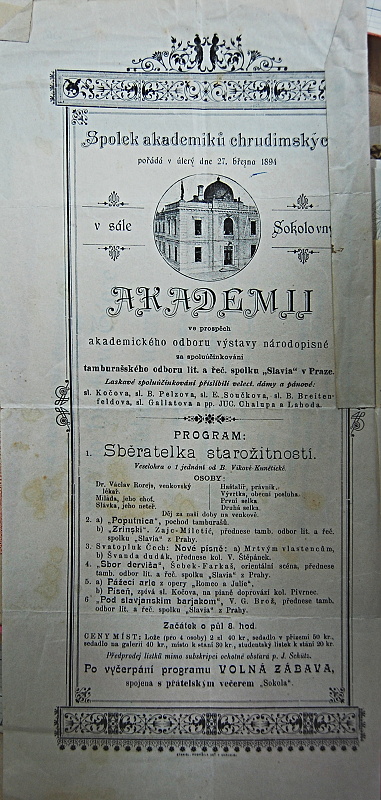 Spolek akademiků chrudimskýc
pořádá v úterý dne 27. března 1894
v sále
Sokolovny
AKADEMII
ve prospěch
akademického odboru výstavy národopisné
za spoluúčinkování
tamburašského odboru lit. a řeč. spolku „Slavia“ v Praze.
Laskavé spoluúčinkování přislíbili velect. dámy a pánové:
sl. Kočova, sl. B. Pelzova, sl. E. Součkova, sl. B. Breiten-
feldova, sl. Gallatova a pp. JUC. Chalupa a Lahoda.
PROGRAM:
1. Sběratelka starožitností.
Veselohra o 1 jednání od B. Vikové-Kunětické.
OSOBY:
Dr. Václav Rorejs, venkovský
lékař.
Milada, jeho choť.
Slávka, jeho neteř.
Haštalíř, právník.
Vývrtka, obecní posluha.
První selka.
Druhá selka.
Děj za naší doby na venkově.
2. a) „Poputnica“, pochod tamburašů.
b) „Zrinjski“. Zajc-Miletić, přednese tamb. odbor lit. a řeč.
spolku „Slavia“ z Prahy.
3. Svatopluk Čech: Nové písně: a) Mrtvým vlastencům,
b) Švanda dudák, přednese kol. V. Štěpánek.
4. „Sbor dervišů“, Šebek-Farkaš, orientální scéna, přednese
tamb. odbor lit. a řeč. spolku „Slavia“ z Prahy.
5. a) Pážecí arie z opery „Romeo a Julie“,
b) Píseň, zpívá sl. Kočova, na piano doprovází kol. Pivrnec.
6 „Pod slavjanskim barjakom“, V. G. Brož, přednese tamb.
odbor lit. a řeč. spolku „Slavia“ z Prahy.
Začátek o půl 8. hod.
CENY MÍST: Lože (pro 4 osoby) 2 zl 40 kr., sedadlo v přízemí 50 kr.,
sedadlo na galerii 40 kr., místo k stání 30 kr., studentský lístek k stání 20 kr.
Předprodej lístků mimo subskripci ochotně obstará p. J. Schütz.
Po vyčerpání programu VOLNÁ ZÁBAVA,
spojena s přátelským večerem „Sokola“.